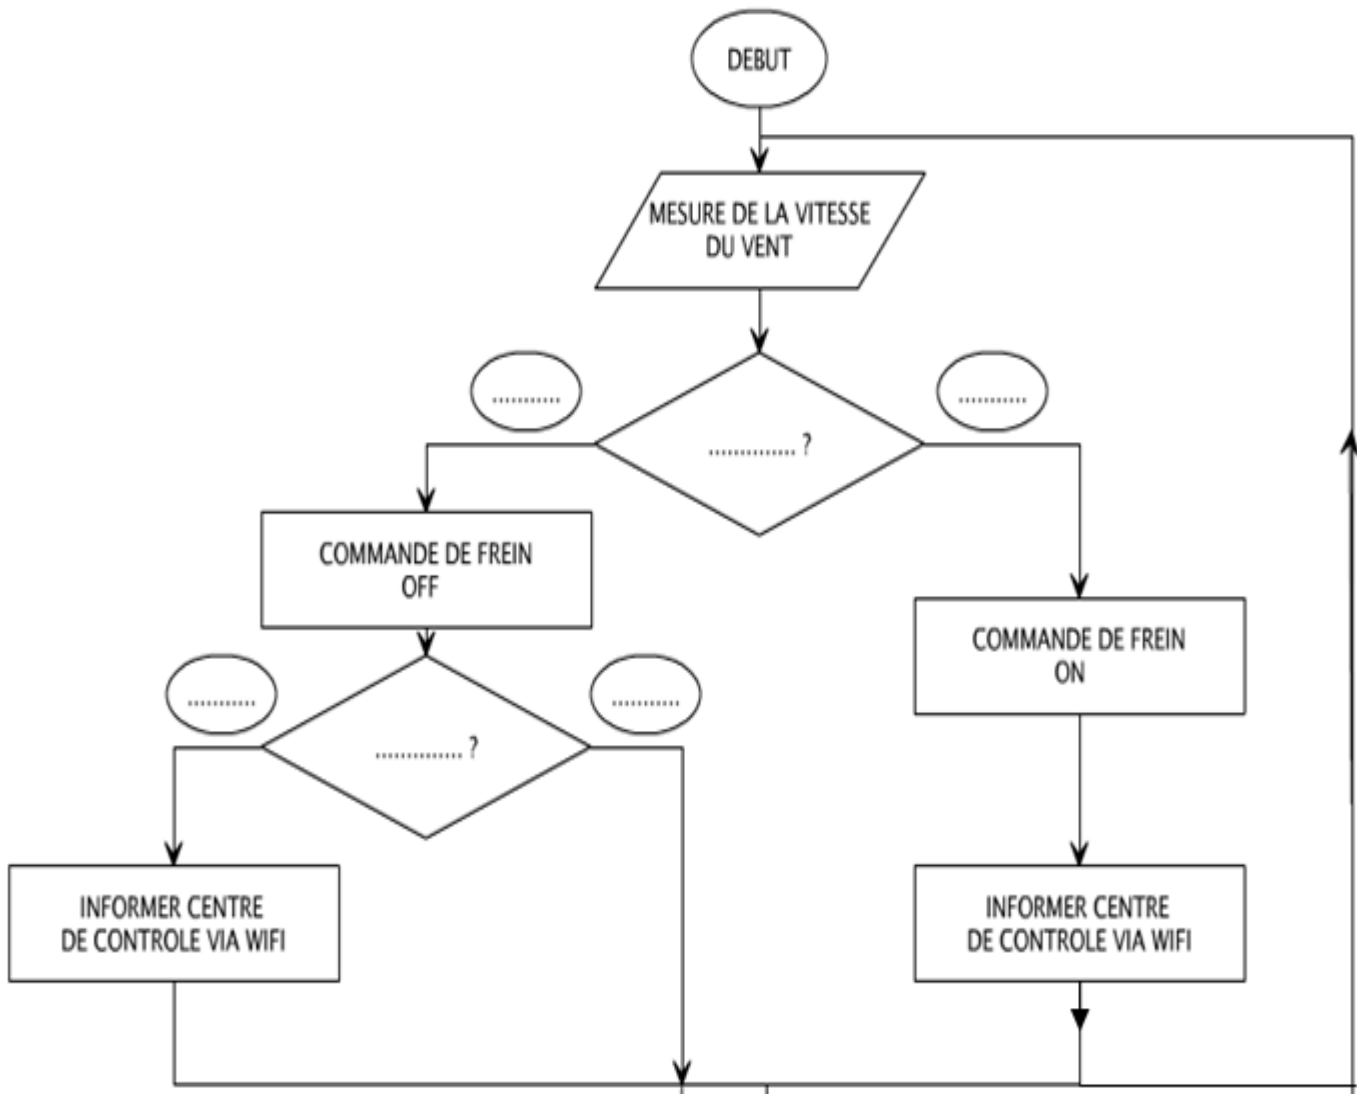 DEBUT
MESURE DE LA VITESSE
DU VENT
...........
...........
.............. ?
COMMANDE DE FREIN
OFF
COMMANDE DE FREIN
ON
...........
...........
.............. ?
INFORMER CENTRE
DE CONTROLE VIA WIFI
INFORMER CENTRE
DE CONTROLE VIA WIFI